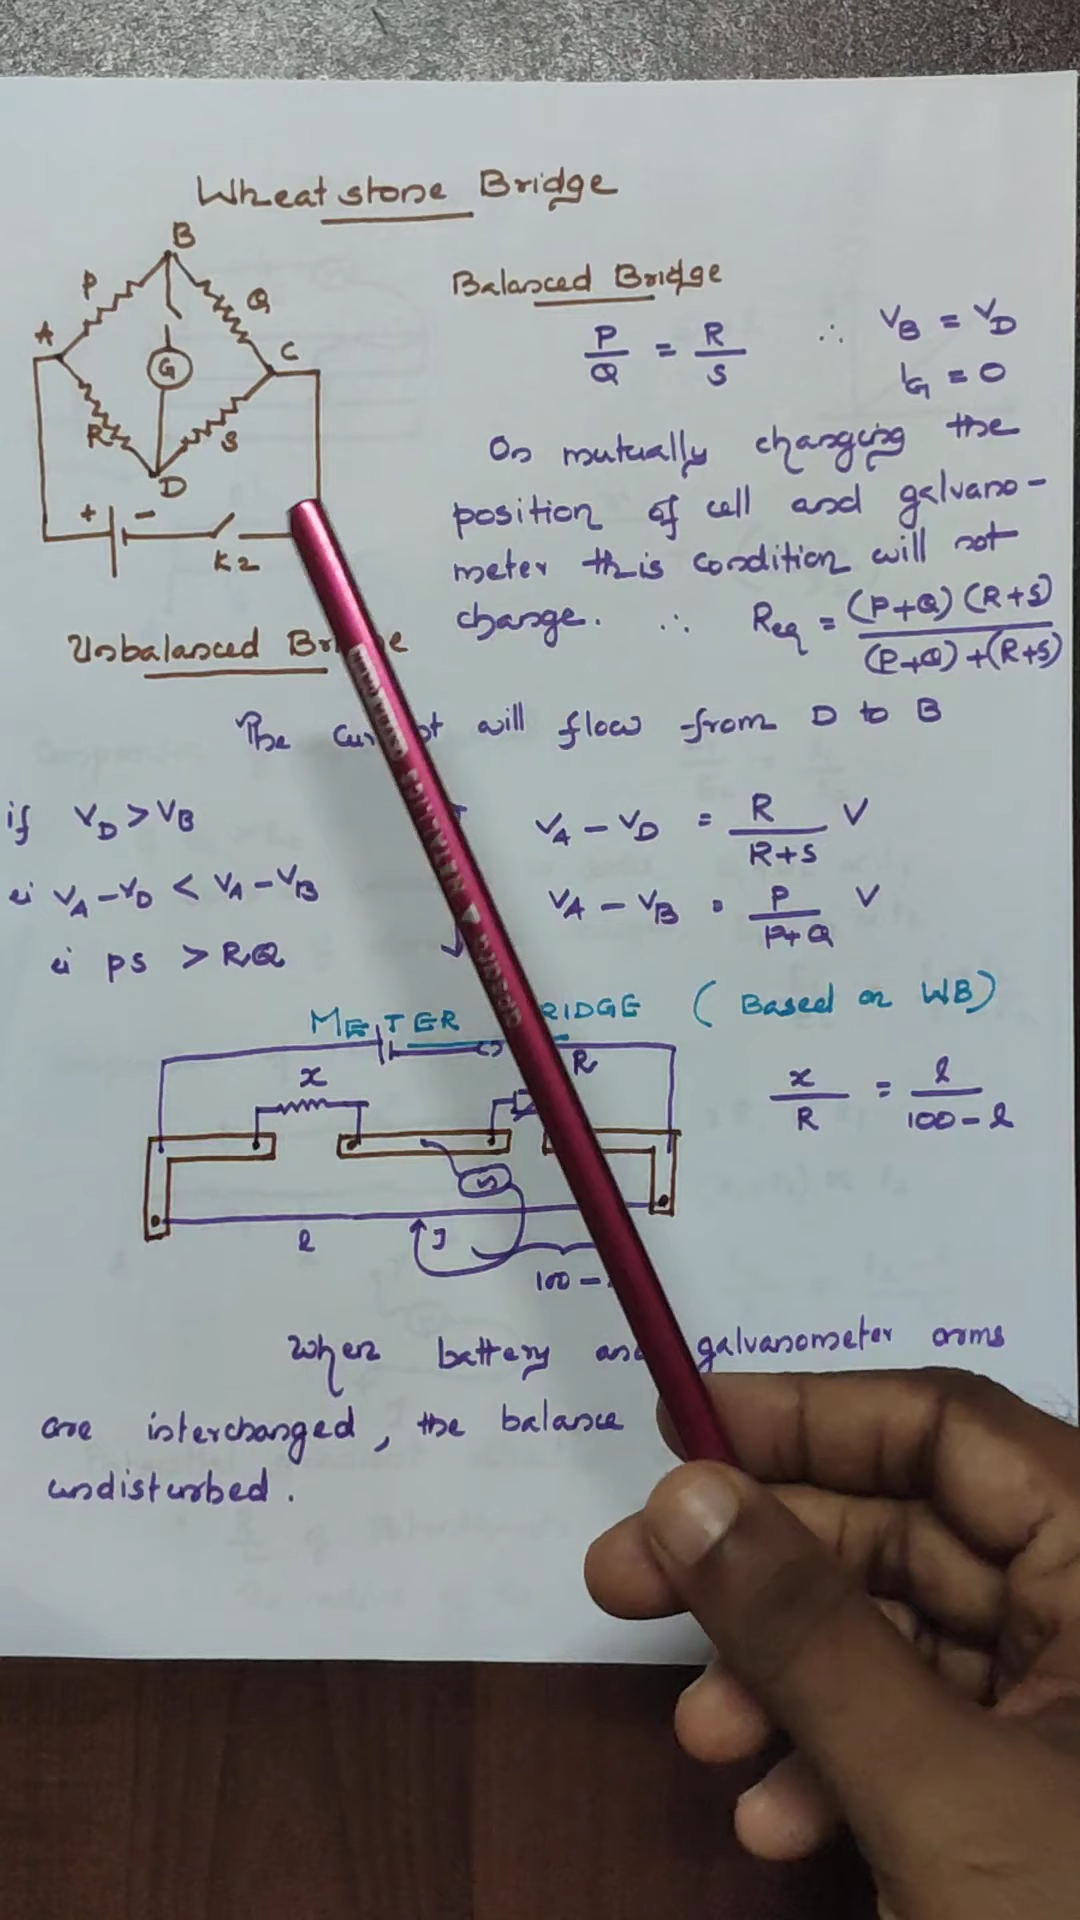 Wheatstone Bridge
B
P
Q
A
C
G
R
S
D
+ -
K2
Balanced Bridge
P/Q = R/S ∴ VB = VD
IG = 0
On mutually changing the
position of cell and galvano-
meter this condition will not
change. ∴ Req = (P+Q)(R+S)/(P+Q)+(R+S)
Unbalanced
The will flow from D to B
if VD > VB
VA - VD = R/R+S V
ie VA-VD < VA-VB
VA - VB = P/P+Q V
ie PS > RQ
METER RIDGE (Based on WB)
x
R
x/R = l/100-l
G
l
J
100 -
When battery and galvanometer arms
are interchanged, the balance
undisturbed.